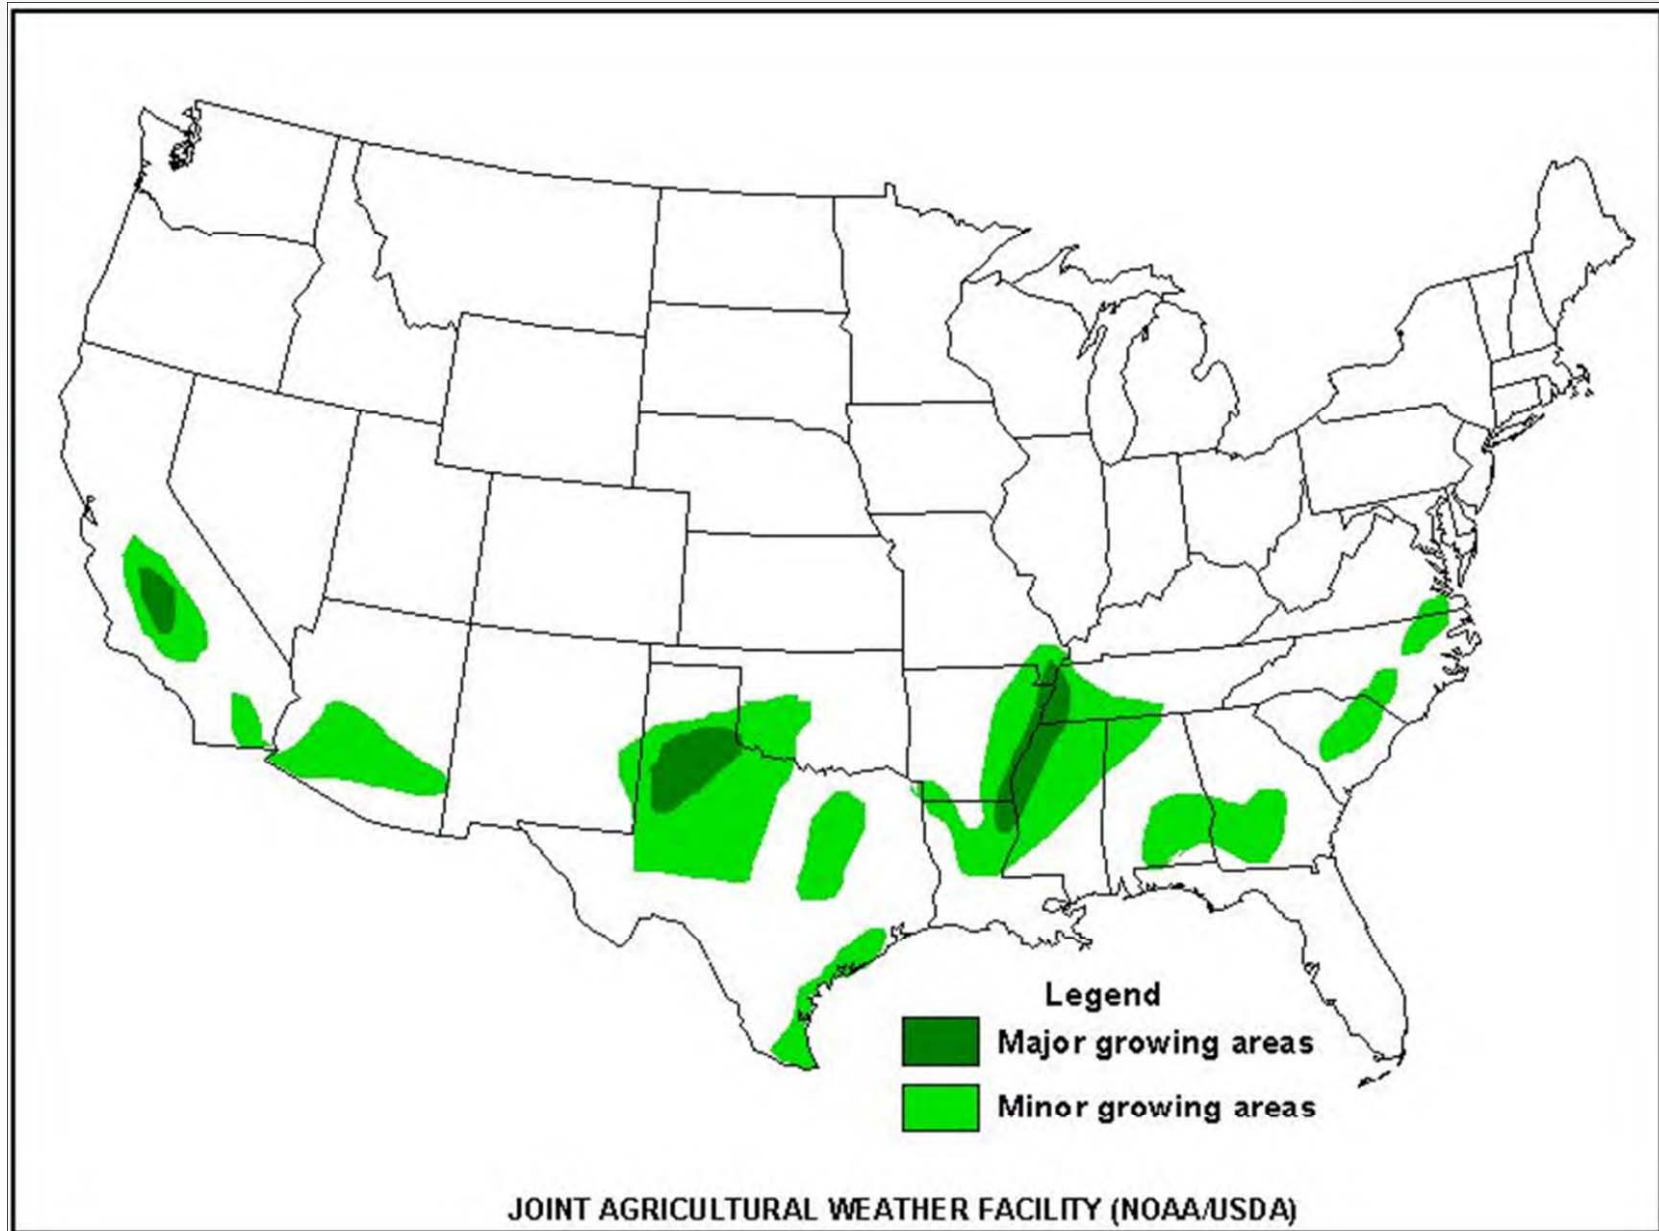 Legend
Major growing areas
Minor growing areas
JOINT AGRICULTURAL WEATHER FACILITY (NOAA/USDA)